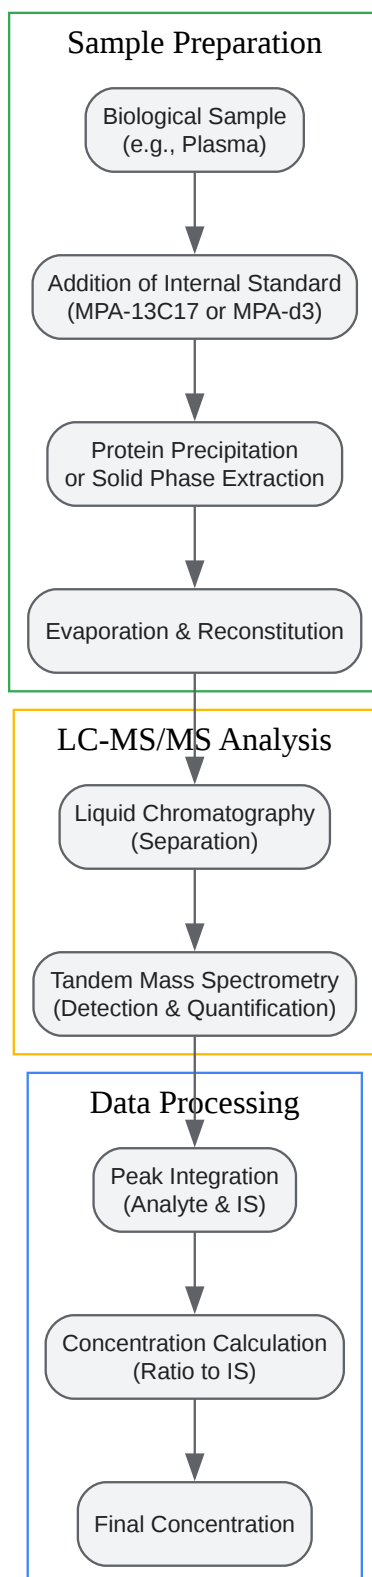 Sample Preparation
Biological Sample
(e.g., Plasma)
Addition of Internal Standard
(MPA-13C17 or MPA-d3)
Protein Precipitation
or Solid Phase Extraction
Evaporation & Reconstitution
LC-MS/MS Analysis
Liquid Chromatography
(Separation)
Tandem Mass Spectrometry
(Detection & Quantification)
Data Processing
Peak Integration
(Analyte & IS)
Concentration Calculation
(Ratio to IS)
Final Concentration